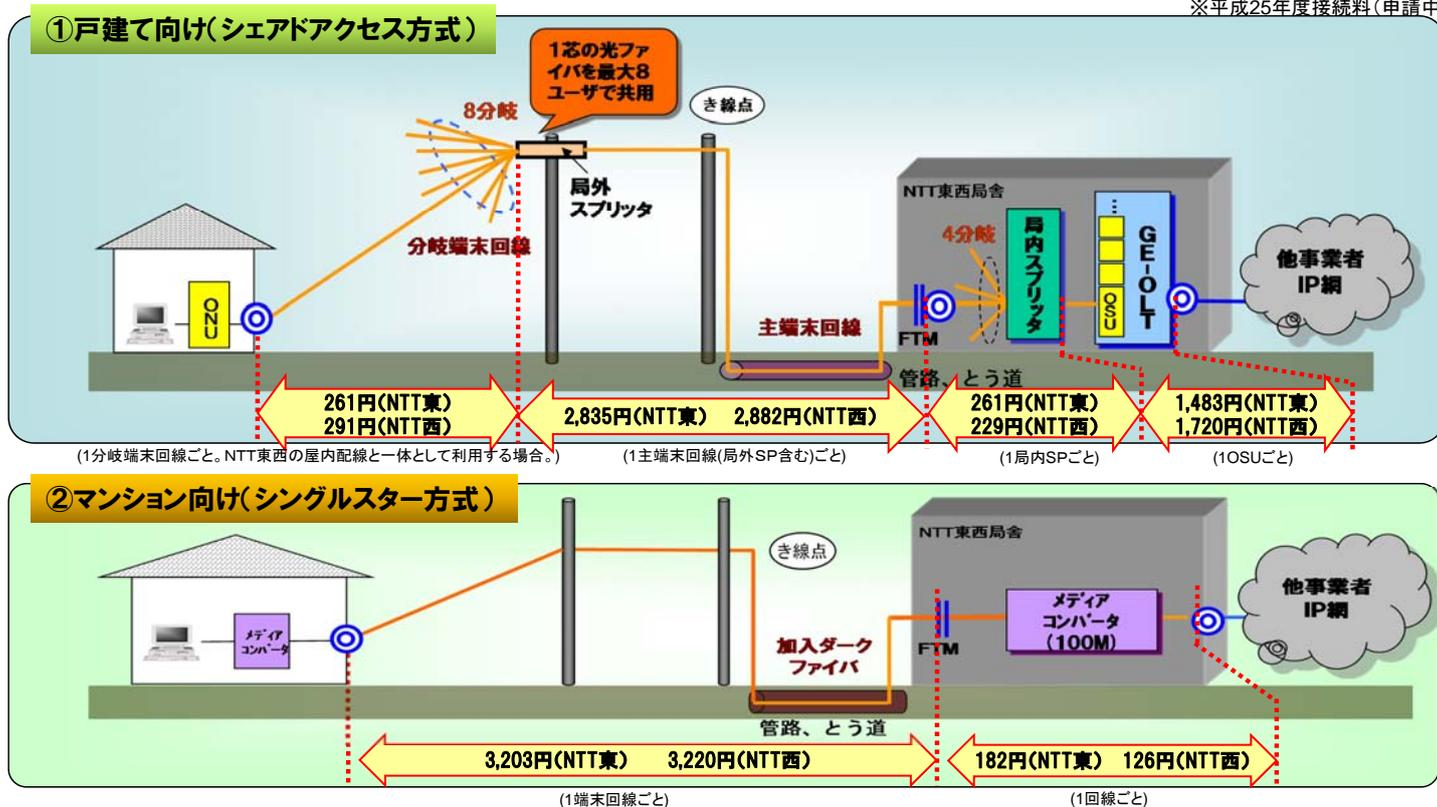 ※平成25年度接続料(申請中
①戸建て向け(シェアドアクセス方式)
1芯の光ファ
イバを最大8
ユーザで共用
き線点
8分岐
局外
スプリッタ
NTT東西局舎
分岐端末回線
4分岐
局内スプリッタ
GE-OLT
…
OSU
他事業者
IP網
ONU
主端末回線
FTM
管路、とう道
261円(NTT東)
291円(NTT西)
2,835円(NTT東) 2,882円(NTT西)
261円(NTT東)
229円(NTT西)
1,483円(NTT東)
1,720円(NTT西)
(1分岐端末回線ごと。NTT東西の屋内配線と一体として利用する場合。)
(1主端末回線(局外SP含む)ごと)
(1局内SPごと)
(1OSUごと)
②マンション向け(シングルスター方式)
き線点
NTT東西局舎
他事業者
IP網
メディア
コンバータ
メディア
コンバータ
(100M)
加入ダーク
ファイバ
FTM
管路、とう道
3,203円(NTT東) 3,220円(NTT西)
182円(NTT東) 126円(NTT西)
(1端末回線ごと)
(1回線ごと)